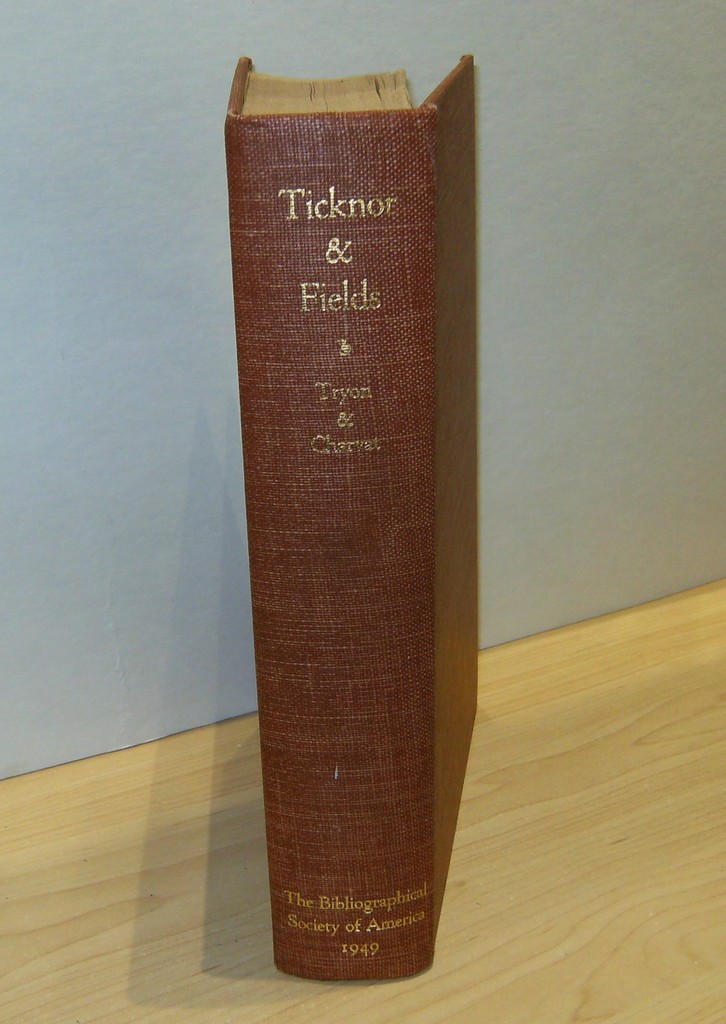 Ticknor
&
Fields
Tryon
&
Charvat
The Bibliographical
Society of America
1949